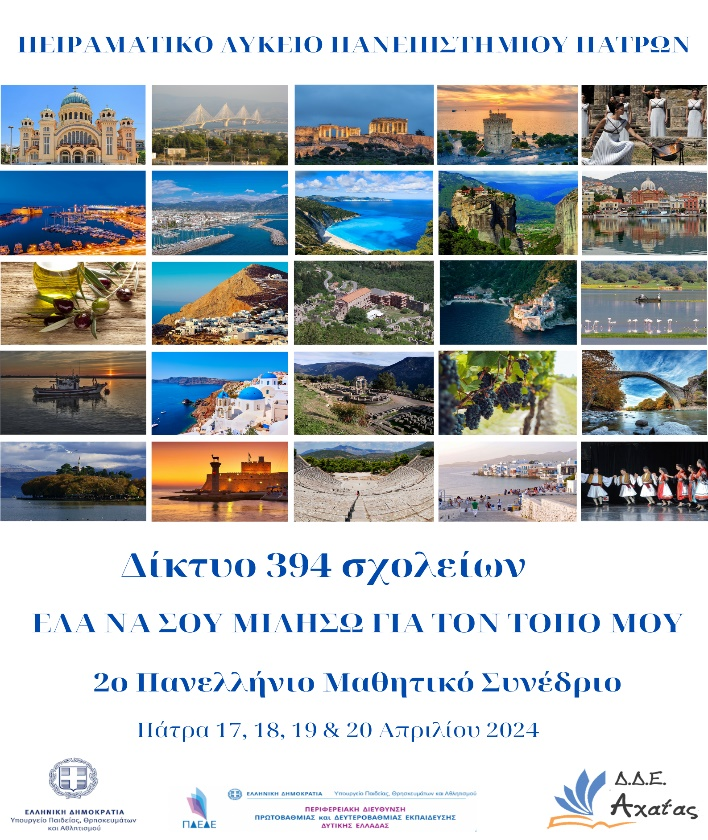 ΠΕΙΡΑΜΑΤΙΚΟ ΛΥΚΕΙΟ ΠΑΝΕΠΙΣΤΗΜΙΟΥ ΠΑΤΡΩΝ
Δίκτυο 394 σχολείων
ΕΛΑ ΝΑ ΣΟΥ ΜΙΛΗΣΩ ΓΙΑ ΤΟΝ ΤΟΠΟ ΜΟΥ
2ο Πανελλήνιο Μαθητικό Συνέδριο
Πάτρα 17, 18, 19 & 20 Απριλίου 2024
ΕΛΛΗΝΙΚΗ ΔΗΜΟΚΡΑΤΙΑ
Υπουργείο Παιδείας, Θρησκευμάτων
και Αθλητισμού
ΠΔΕΔΕ
ΕΛΛΗΝΙΚΗ ΔΗΜΟΚΡΑΤΙΑ Υπουργείο Παιδείας, Θρησκευμάτων και Αθλητισμού
ΠΕΡΙΦΕΡΕΙΑΚΗ ΔΙΕΥΘΥΝΣΗ
ΠΡΩΤΟΒΑΘΜΙΑΣ και ΔΕΥΤΕΡΟΒΑΘΜΙΑΣ ΕΚΠΑΙΔΕΥΣΗΣ
ΔΥΤΙΚΗΣ ΕΛΛΑΔΑΣ
Δ.Δ.Ε.
Αχαΐας